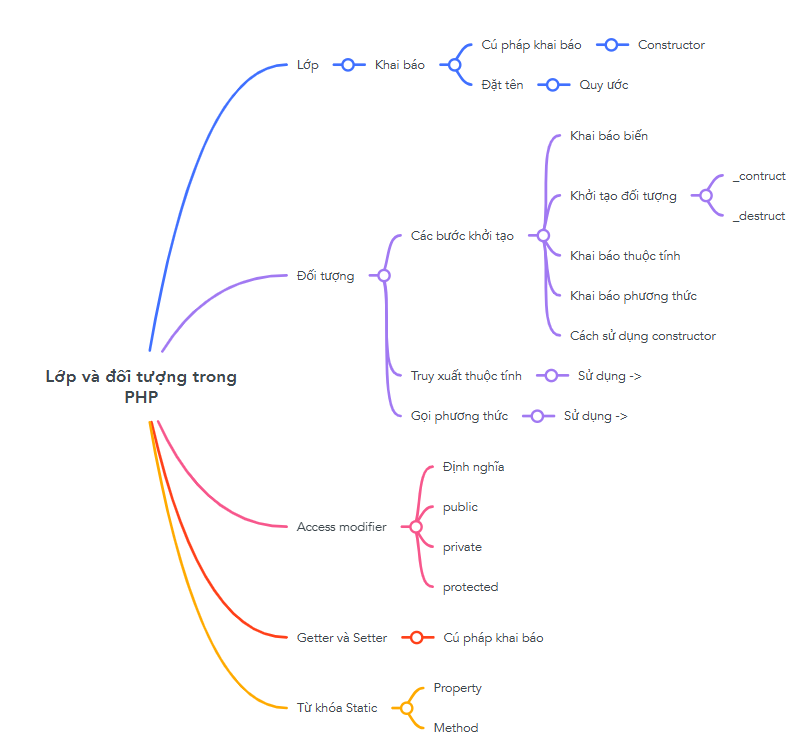 Lớp và đối tượng trong
PHP
Lớp
Khai báo
Cú pháp khai báo
Constructor
Đặt tên
Quy ước
Đối tượng
Các bước khởi tạo
Khai báo biến
Khởi tạo đối tượng
_contruct
_destruct
Khai báo thuộc tính
Khai báo phương thức
Cách sử dụng constructor
Truy xuất thuộc tính
Sử dụng ->
Gọi phương thức
Sử dụng ->
Access modifier
Định nghĩa
public
private
protected
Getter và Setter
Cú pháp khai báo
Từ khóa Static
Property
Method